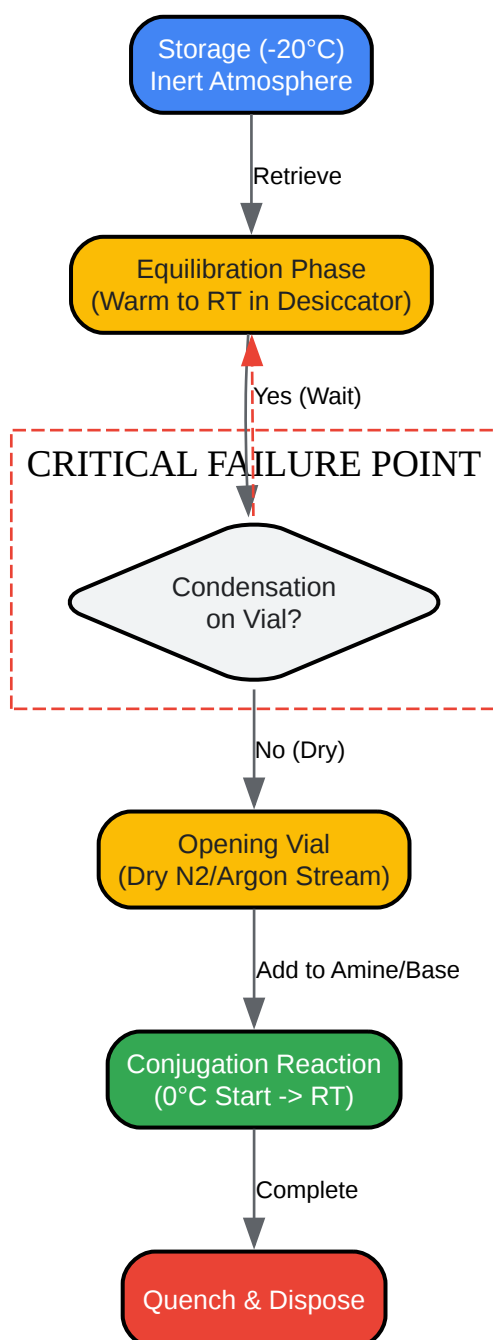 Storage (-20°C)
Inert Atmosphere
Retrieve
Equilibration Phase
(Warm to RT in Desiccator)
Yes (Wait)
CRITICAL FAILURE POINT
Condensation
on Vial?
No (Dry)
Opening Vial
(Dry N2/Argon Stream)
Add to Amine/Base
Conjugation Reaction
(0°C Start -> RT)
Complete
Quench & Dispose